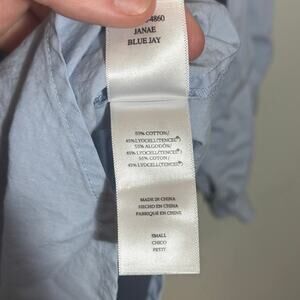 -4860
JANAE
BLUE JAY
55% COTTON/
45% LYOCELL(TENCEL®)
55% ALGODÓN/
45% LYOCELL(TENCEL®)
55% COTON/
45% LYOCELL(TENCEL®)
MADE IN CHINA
HECHO EN CHINA
FABRIQUÉ EN CHINE
SMALL
CHICO
PETIT